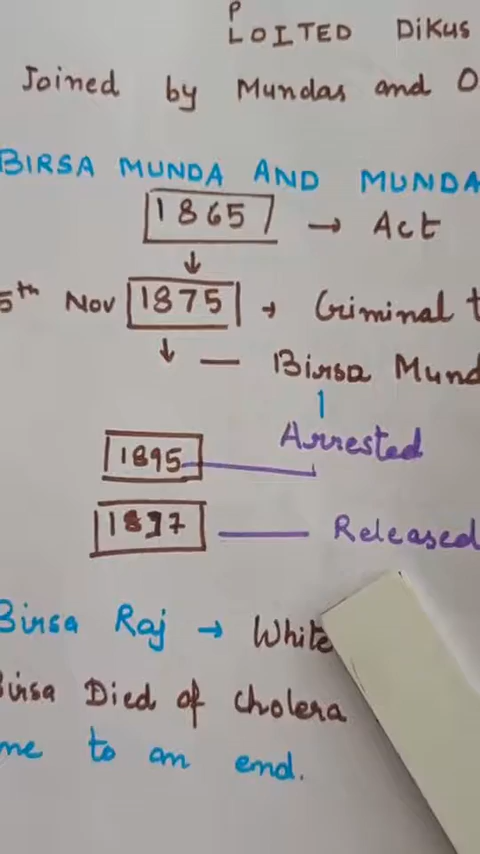 P
LOITED DIKUS
Joined by Mundas and O
BIRSA MUNDA AND MUNDA
1865 → Act
↓
5th Nov 1875 → Criminal t
↓ — Birsa Mund
Arrested
1895
1897 — Released
Birsa Raj → White
Birsa Died of cholera
me to an end.